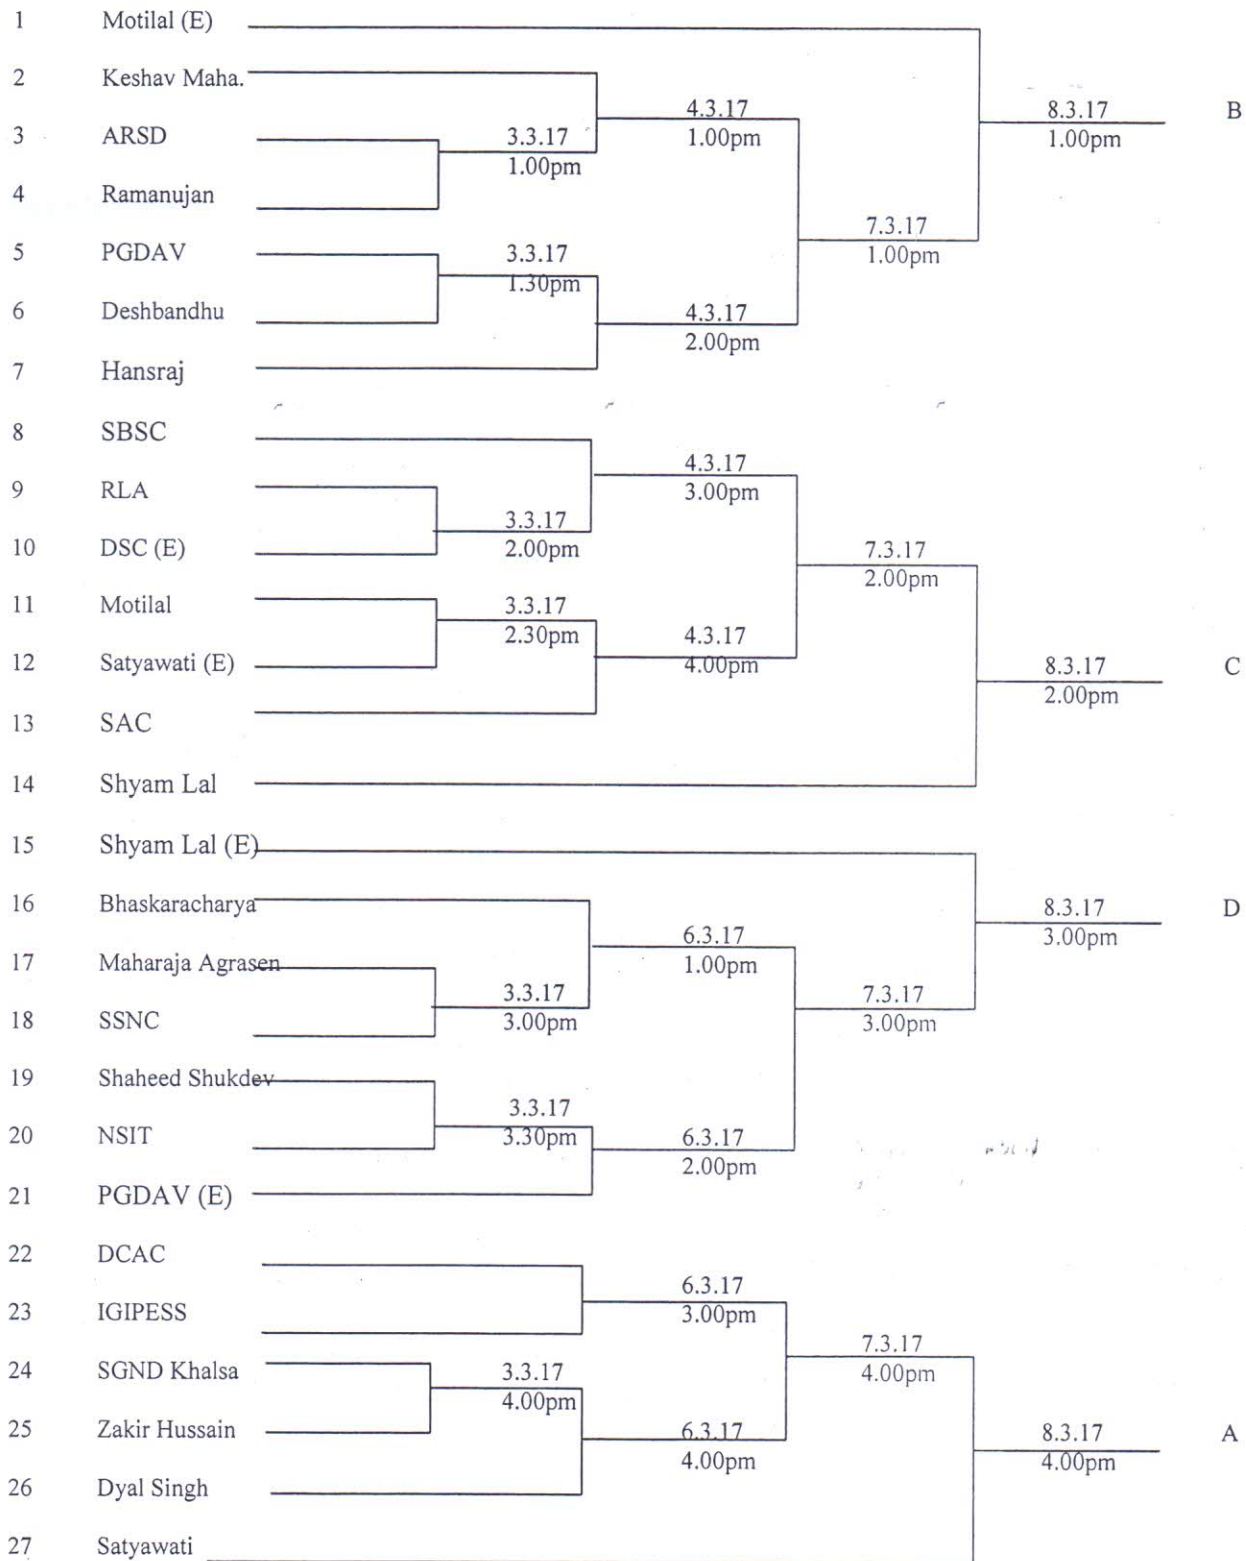 1 Motilal (E)
2 Keshav Maha.
4.3.17 8.3.17 B
3 ARSD 3.3.17 1.00pm 1.00pm
1.00pm
4 Ramanujan
7.3.17
5 PGDAV 3.3.17 1.00pm
1.30pm
6 Deshbandhu 4.3.17
2.00pm
7 Hansraj
8 SBSC
4.3.17
9 RLA 3.00pm
3.3.17
10 DSC (E) 2.00pm 7.3.17
2.00pm
11 Motilal 3.3.17
2.30pm 4.3.17
12 Satyawati (E) 4.00pm 8.3.17 C
2.00pm
13 SAC
14 Shyam Lal
15 Shyam Lal (E)
16 Bhaskaracharya 8.3.17 D
6.3.17 3.00pm
17 Maharaja Agrasen 1.00pm
3.3.17 7.3.17
18 SSNC 3.00pm 3.00pm
19 Shaheed Shukdev
3.3.17
20 NSIT 3.30pm 6.3.17
2.00pm
21 PGDAV (E)
22 DCAC
6.3.17
23 IGIPESS 3.00pm
7.3.17
24 SGND Khalsa 3.3.17 4.00pm
4.00pm
25 Zakir Hussain 6.3.17 8.3.17 A
4.00pm 4.00pm
26 Dyal Singh
27 Satyawati